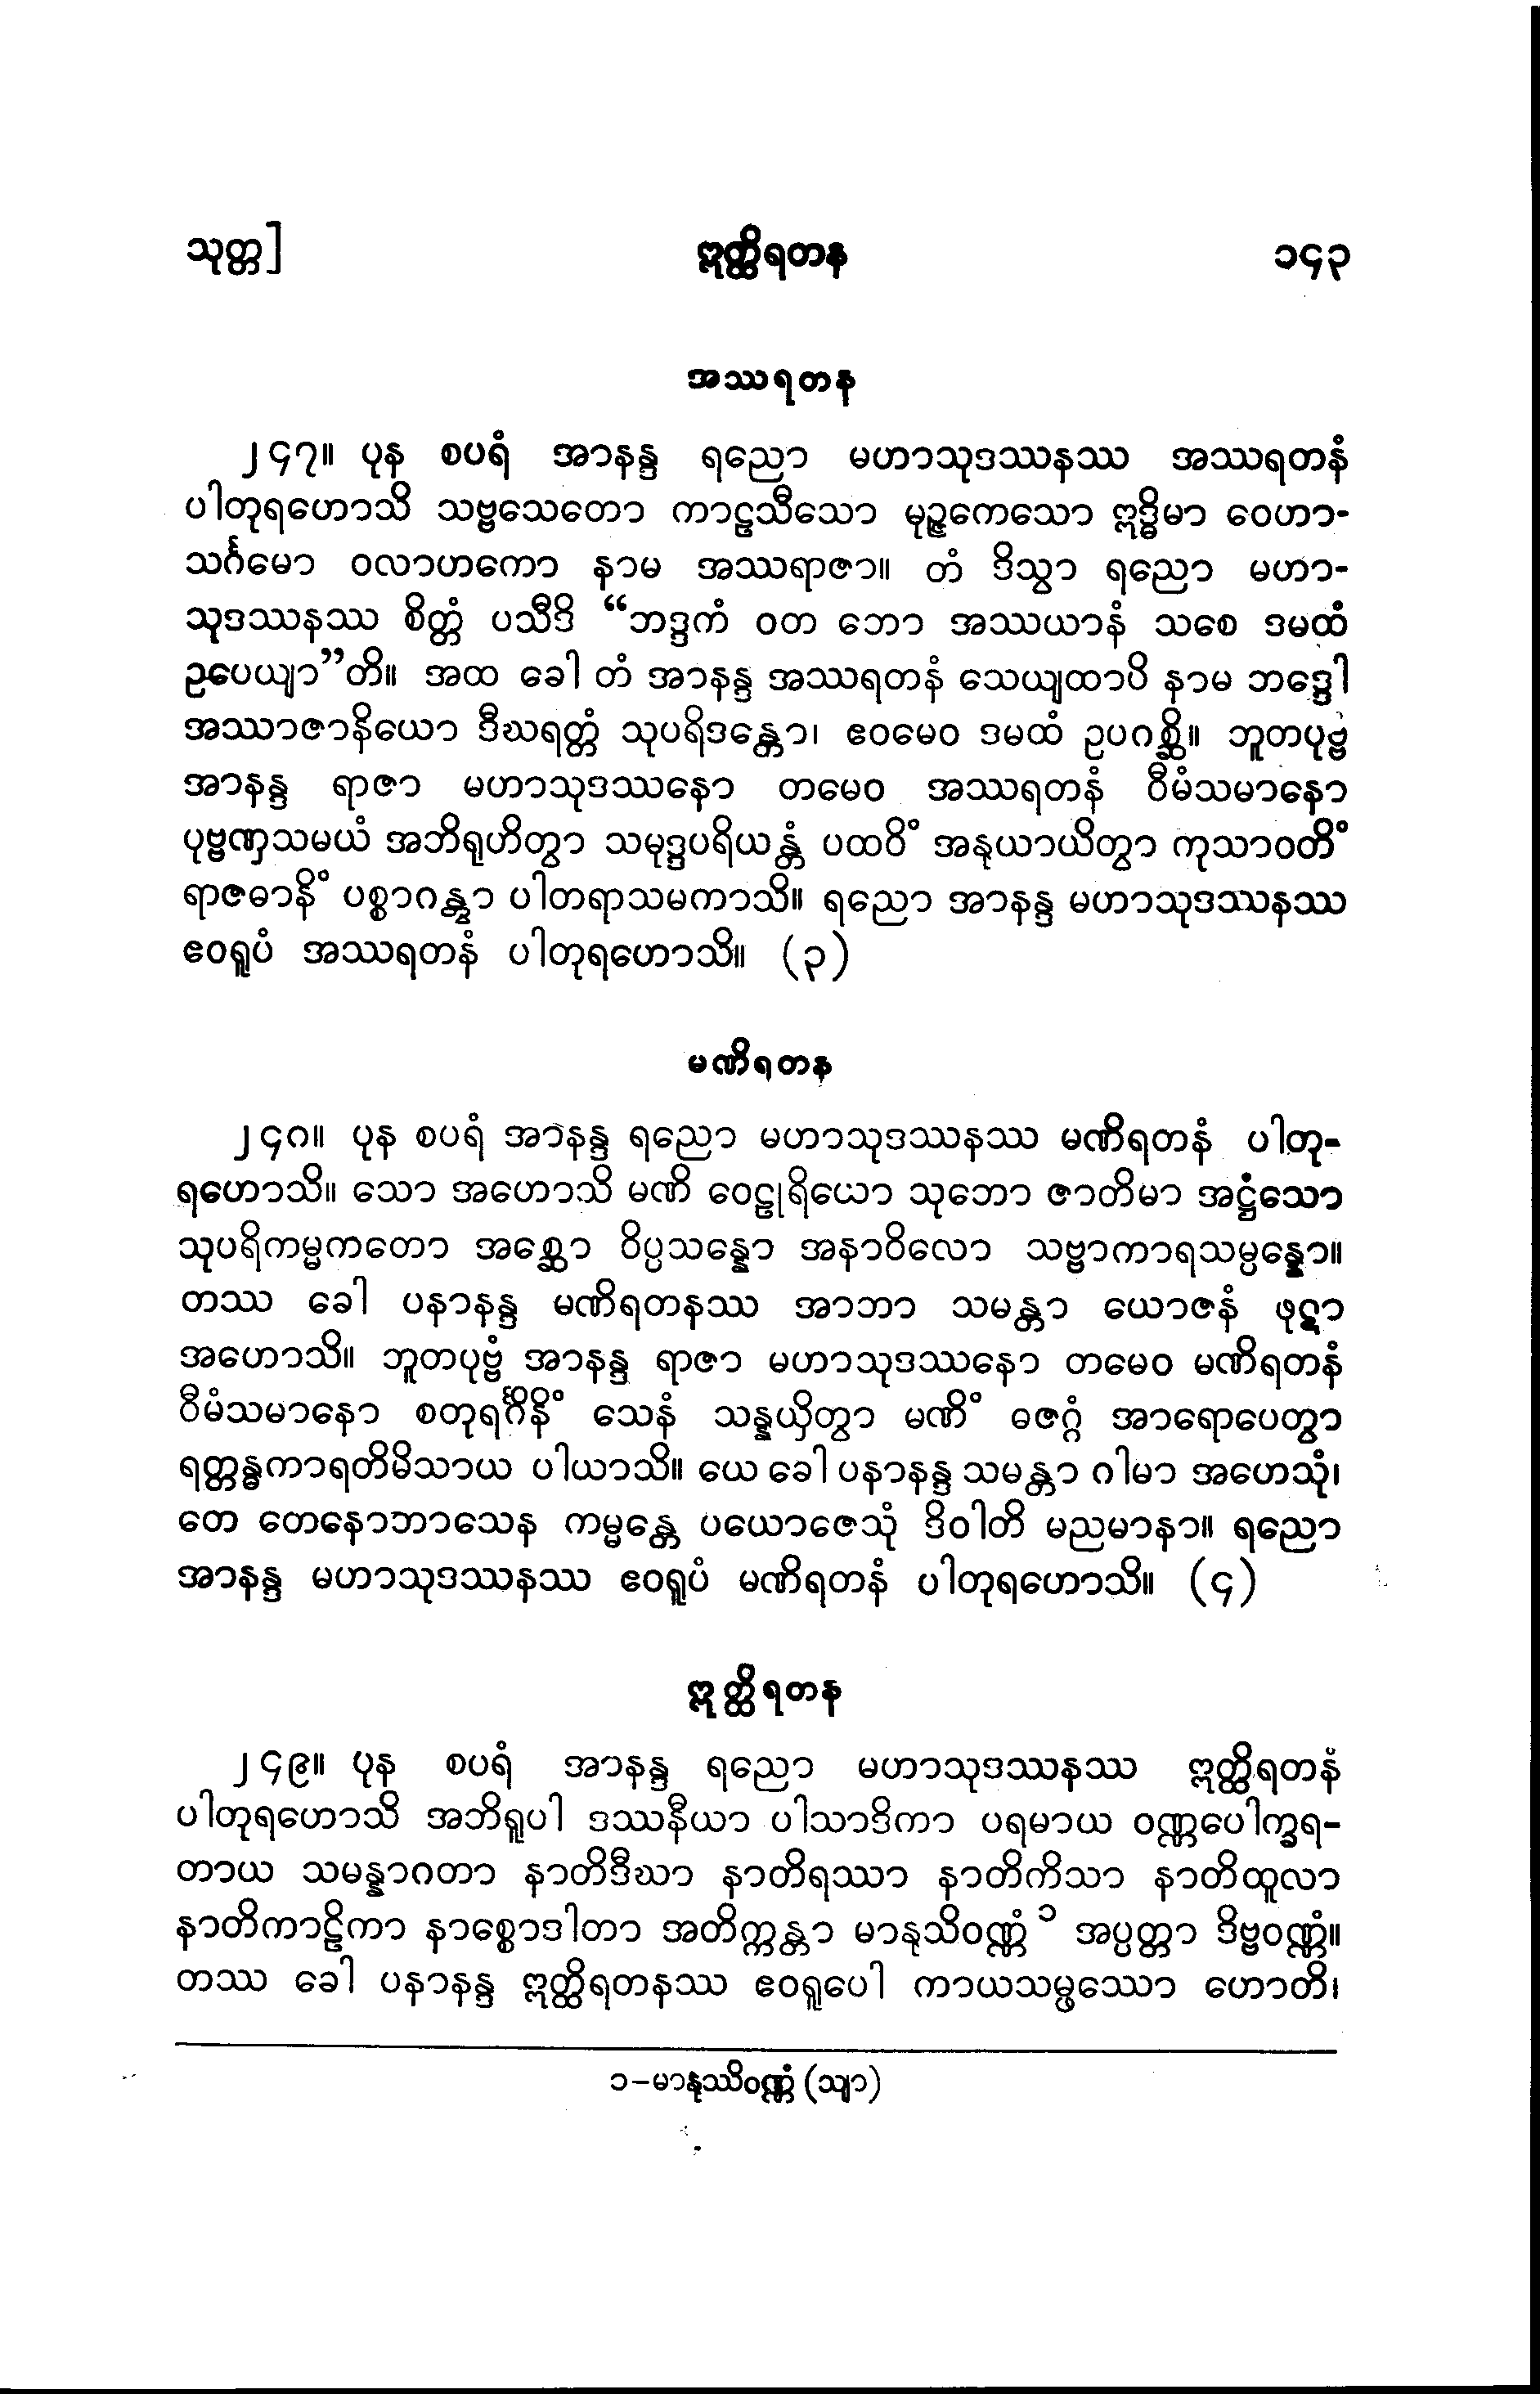 သုတ္တ]
ဣတ္ထိရတန
၁၄၃
အဿရတန
၂၄၇။ ပုန စပရံ အာနန္ဒ ရညော မဟာသုဒဿနဿ အဿရတနံ
ပါတုရဟောသိ သဗ္ဗသေတော ကာဠသီသော မုဉ္ဇကေသော ဣဒ္ဓိမာ ဝေဟာ-
သင်္ဂမော ဝလာဟကော နာမ အဿရာဇာ။ တံ ဒိသွာ ရညော မဟာ-
သုဒဿနဿ စိတ္တံ ပသီဒိ “ဘဒ္ဒကံ ဝတ ဘော အဿယာနံ သစေ ဒမထံ
ဥပေယျာ”တိ။ အထ ခေါ တံ အာနန္ဒ အဿရတနံ သေယျထာပိ နာမ ဘဒ္ဒေါ
အဿာဇာနိယော ဒီဃရတ္တံ သုပရိဒန္တော၊ ဧဝမေဝ ဒမထံ ဥပဂစ္ဆိ။ ဘူတပုဗ္ဗံ
အာနန္ဒ ရာဇာ မဟာသုဒဿနော တမေဝ အဿရတနံ ဝီမံသမာနော
ပုဗ္ဗဏှသမယံ အဘိရုဟိတွာ သမုဒ္ဒပရိယန္တံ ပထဝိံ အနုယာယိတွာ ကုသာဝတိံ
ရာဇဓာနိံ ပစ္စာဂန္တွာ ပါတရာသမကာသိ။ ရညော အာနန္ဒ မဟာသုဒဿနဿ
ဧဝရူပံ အဿရတနံ ပါတုရဟောသိ။ (၃)
မဏိရတန
၂၄၈။ ပုန စပရံ အာနန္ဒ ရညော မဟာသုဒဿနဿ မဏိရတနံ ပါတု-
ရဟောသိ။ သော အဟောသိ မဏိ ဝေဠုရိယော သုဘော ဇာတိမာ အဋ္ဌံသော
သုပရိကမ္မကတော အစ္ဆော ဝိပ္ပသန္နော အနာဝိလော သဗ္ဗာကာရသမ္ပန္နော။
တဿ ခေါ ပနာနန္ဒ မဏိရတနဿ အာဘာ သမန္တာ ယောဇနံ ဖုဋာ
အဟောသိ။ ဘူတပုဗ္ဗံ အာနန္ဒ ရာဇာ မဟာသုဒဿနော တမေဝ မဏိရတနံ
ဝီမံသမာနော စတုရင်္ဂိနိံ သေနံ သန္နယှိတွာ မဏိံ ဓဇဂ္ဂံ အာရောပေတွာ
ရတ္တန္ဓကာရတိမိသာယ ပါယာသိ။ ယေ ခေါ ပနာနန္ဒ သမန္တာ ဂါမာ အဟေသုံ၊
တေ တေနောဘာသေန ကမ္မန္တေ ပယောဇေသုံ ဒိဝါတိ မညမာနာ။ ရညော
အာနန္ဒ မဟာသုဒဿနဿ ဧဝရူပံ မဏိရတနံ ပါတုရဟောသိ။ (၄)
ဣတ္ထိရတန
၂၄၉။ ပုန စပရံ အာနန္ဒ ရညော မဟာသုဒဿနဿ ဣတ္ထိရတနံ
ပါတုရဟောသိ အဘိရူပါ ဒဿနီယာ ပါသာဒိကာ ပရမာယ ဝဏ္ဏပေါက္ခရ-
တာယ သမန္နာဂတာ နာတိဒီဃာ နာတိရဿာ နာတိကိသာ နာတိထူလာ
နာတိကာဠိကာ နာစ္စောဒါတာ အတိက္ကန္တာ မာနုသိဝဏ္ဏံ ၁ အပ္ပတ္တာ ဒိဗ္ဗဝဏ္ဏံ။
တဿ ခေါ ပနာနန္ဒ ဣတ္ထိရတနဿ ဧဝရူပေါ ကာယသမ္ဖဿော ဟောတိ၊
၁-မာနုဿိဝဏ္ဏံ (သျာ)